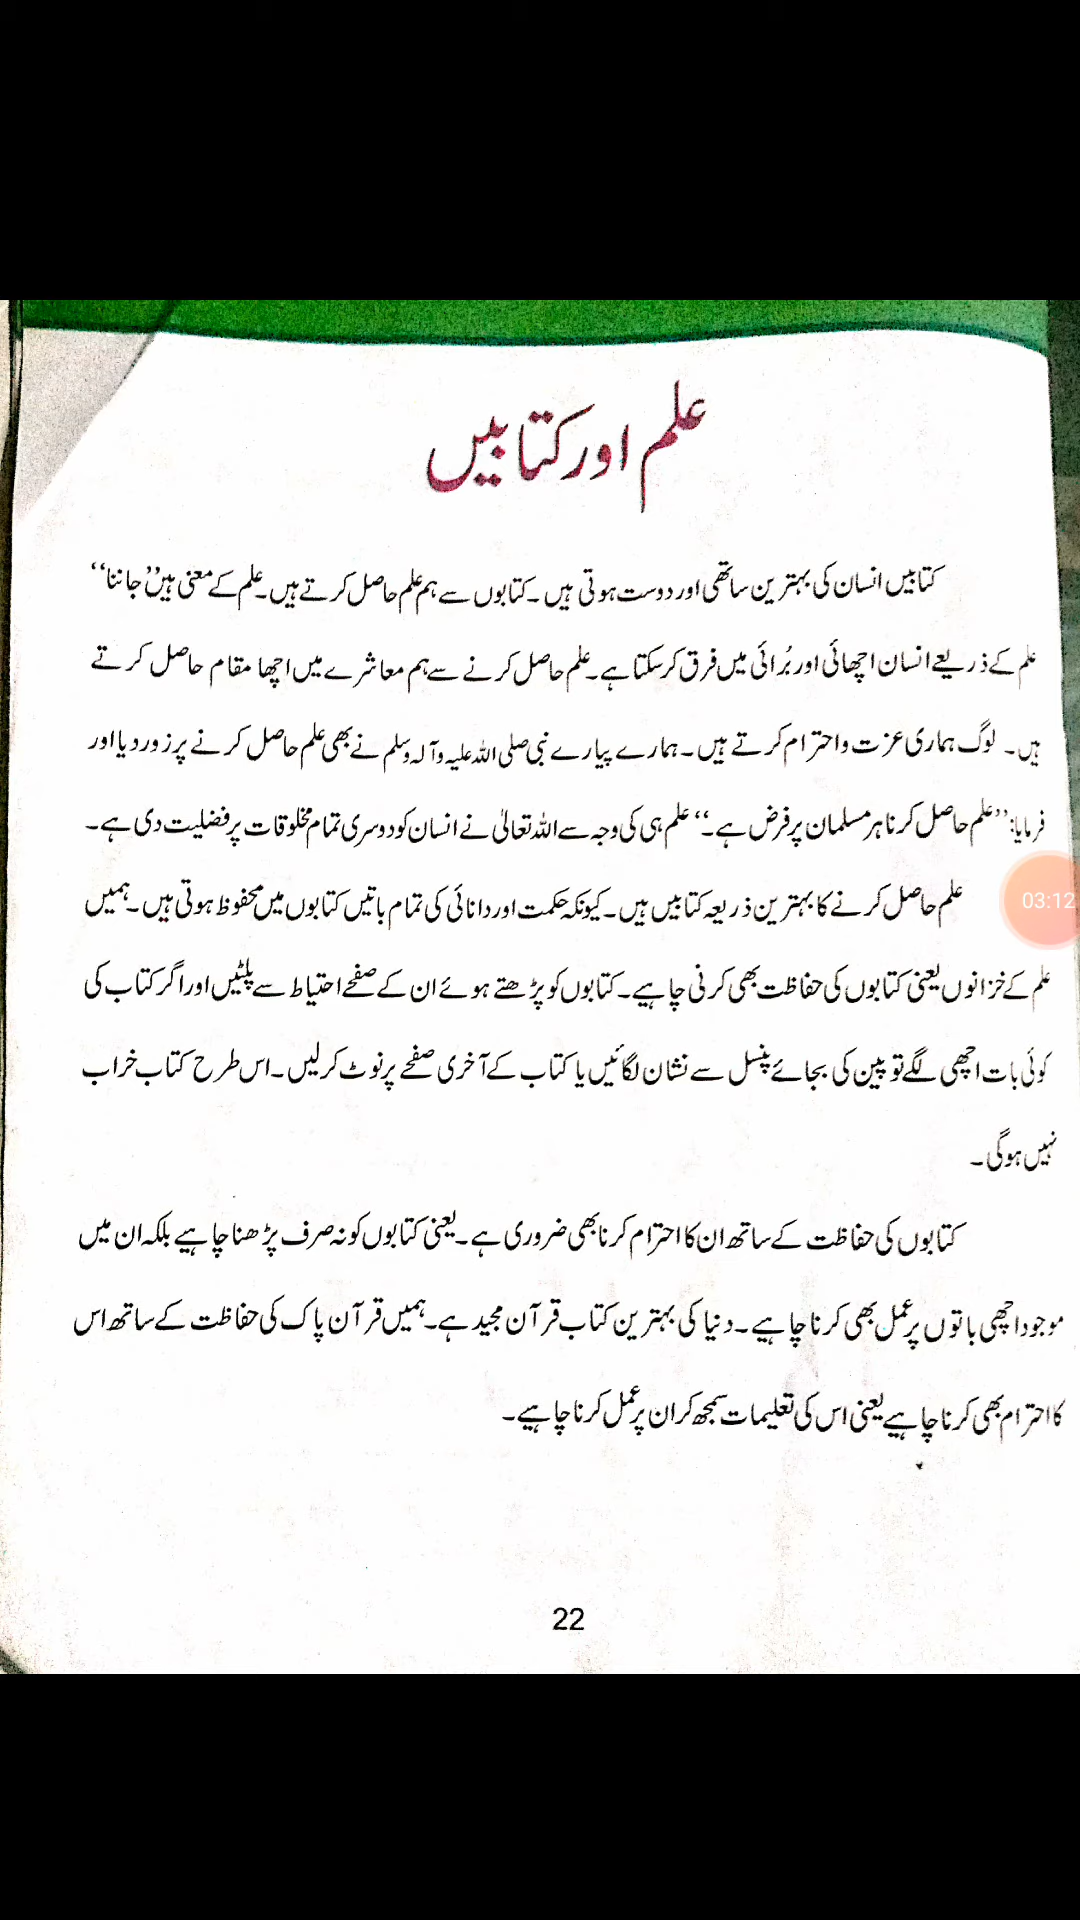 علم اور کتابیں
کتابیں انسان کی بہترین ساتھی اور دوست ہوتی ہیں۔ کتابوں سے ہم علم حاصل کرتے ہیں۔ علم کے معنی ہیں ’’جاننا‘‘
علم کے ذریعے انسان اچھائی اور بُرائی میں فرق کر سکتا ہے۔ علم حاصل کرنے سے ہم معاشرے میں اچھا مقام حاصل کرتے
ہیں۔ لوگ ہماری عزت و احترام کرتے ہیں۔ ہمارے پیارے نبی صلی اللہ علیہ وآلہ وسلم نے بھی علم حاصل کرنے پر زور دیا اور
فرمایا: ’’علم حاصل کرنا ہر مسلمان پر فرض ہے۔‘‘ علم ہی کی وجہ سے اللہ تعالیٰ نے انسان کو دوسری تمام مخلوقات پر فضلیت دی ہے۔
علم حاصل کرنے کا بہترین ذریعہ کتابیں ہیں۔ کیونکہ حکمت اور دانائی کی تمام باتیں کتابوں میں محفوظ ہوتی ہیں۔ ہمیں
03:12
علم کے خزانوں یعنی کتابوں کی حفاظت بھی کرنی چاہیے۔ کتابوں کو پڑھتے ہوئے ان کے صفحے احتیاط سے پلٹیں اور اگر کتاب کی
کوئی بات اچھی لگے تو پین کی بجائے پنسل سے نشان لگائیں یا کتاب کے آخری صفحے پر نوٹ کر لیں۔ اس طرح کتاب خراب
نہیں ہوگی۔
کتابوں کی حفاظت کے ساتھ ان کا احترام کرنا بھی ضروری ہے۔ یعنی کتابوں کو نہ صرف پڑھنا چاہیے بلکہ ان میں
موجود اچھی باتوں پر عمل بھی کرنا چاہیے۔ دنیا کی بہترین کتاب قرآن مجید ہے۔ ہمیں قرآن پاک کی حفاظت کے ساتھ اس
کا احترام بھی کرنا چاہیے یعنی اس کی تعلیمات سمجھ کر ان پر عمل کرنا چاہیے۔
22